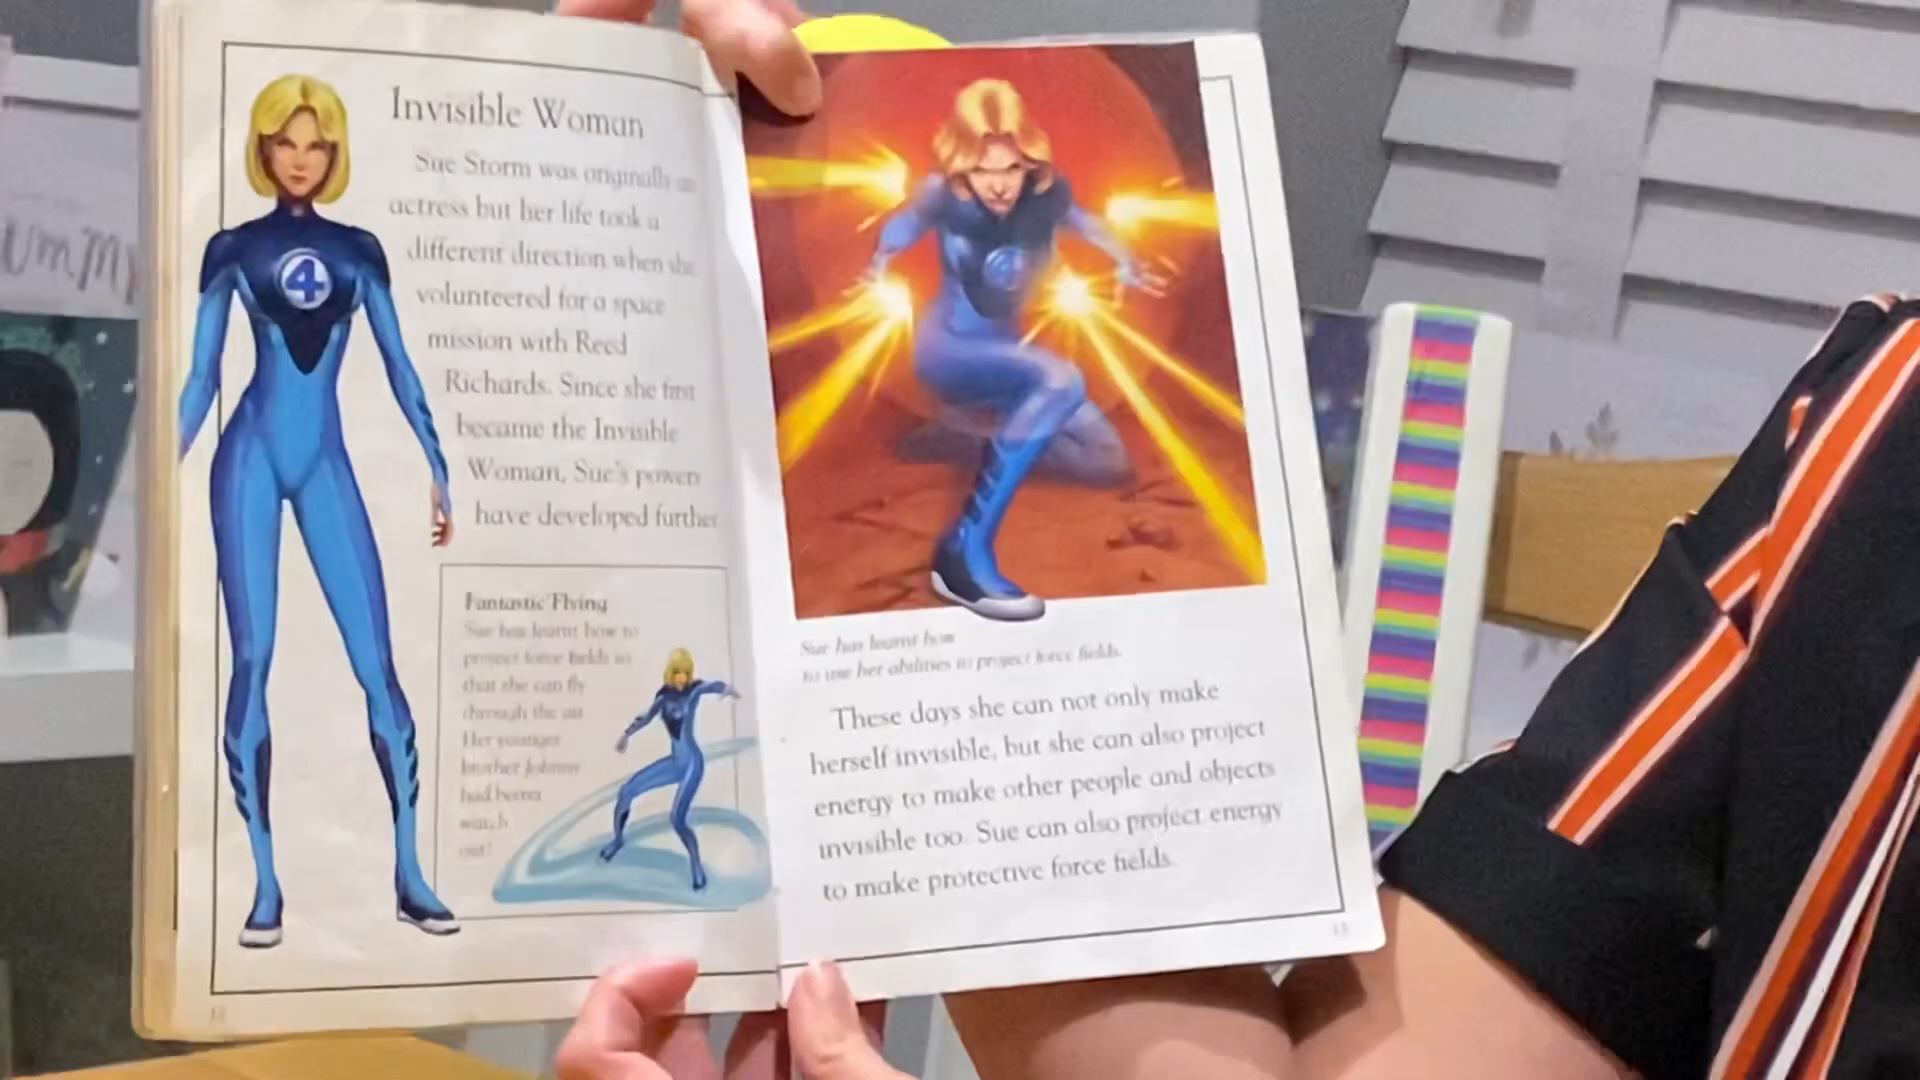 Invisible Woman
Sue Storm was originally an
actress but her life took a
different direction when she
volunteered for a space
mission with Reed
Richards. Since she first
became the Invisible
Woman, Sue's powers
have developed further
4
Fantastic Flying
Sue has learnt how to
project force fields so
that she can fly
through the air
Her younger
brother Johnny
had better
watch
out!
12
4
Sue has learnt how
to use her abilities to project force fields.
These days she can not only make
herself invisible, but she can also project
energy to make other people and objects
invisible too. Sue can also project energy
to make protective force fields.
13